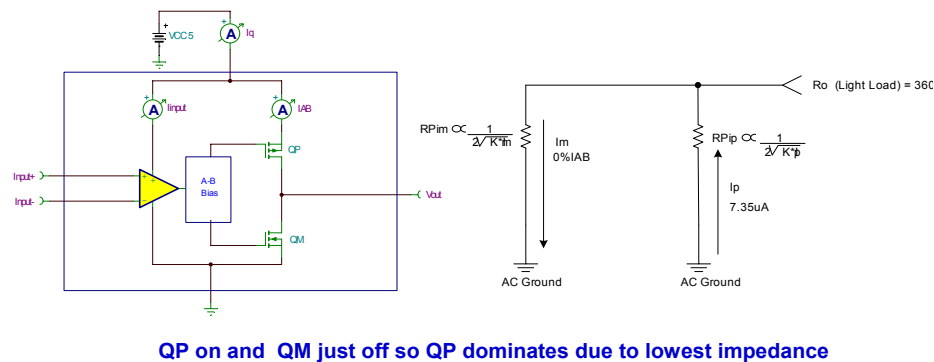 VCC 5
A
Iq
A
Iinput
A
IAB
QP
Input+
Input-
A-B
Bias
Vout
QM
Ro (Light Load) = 360
RPim ∝ 1
2√K*Im
Im
0%IAB
RPip ∝ 1
2√K*Ip
Ip
7.35uA
AC Ground
AC Ground
QP on and QM just off so QP dominates due to lowest impedance